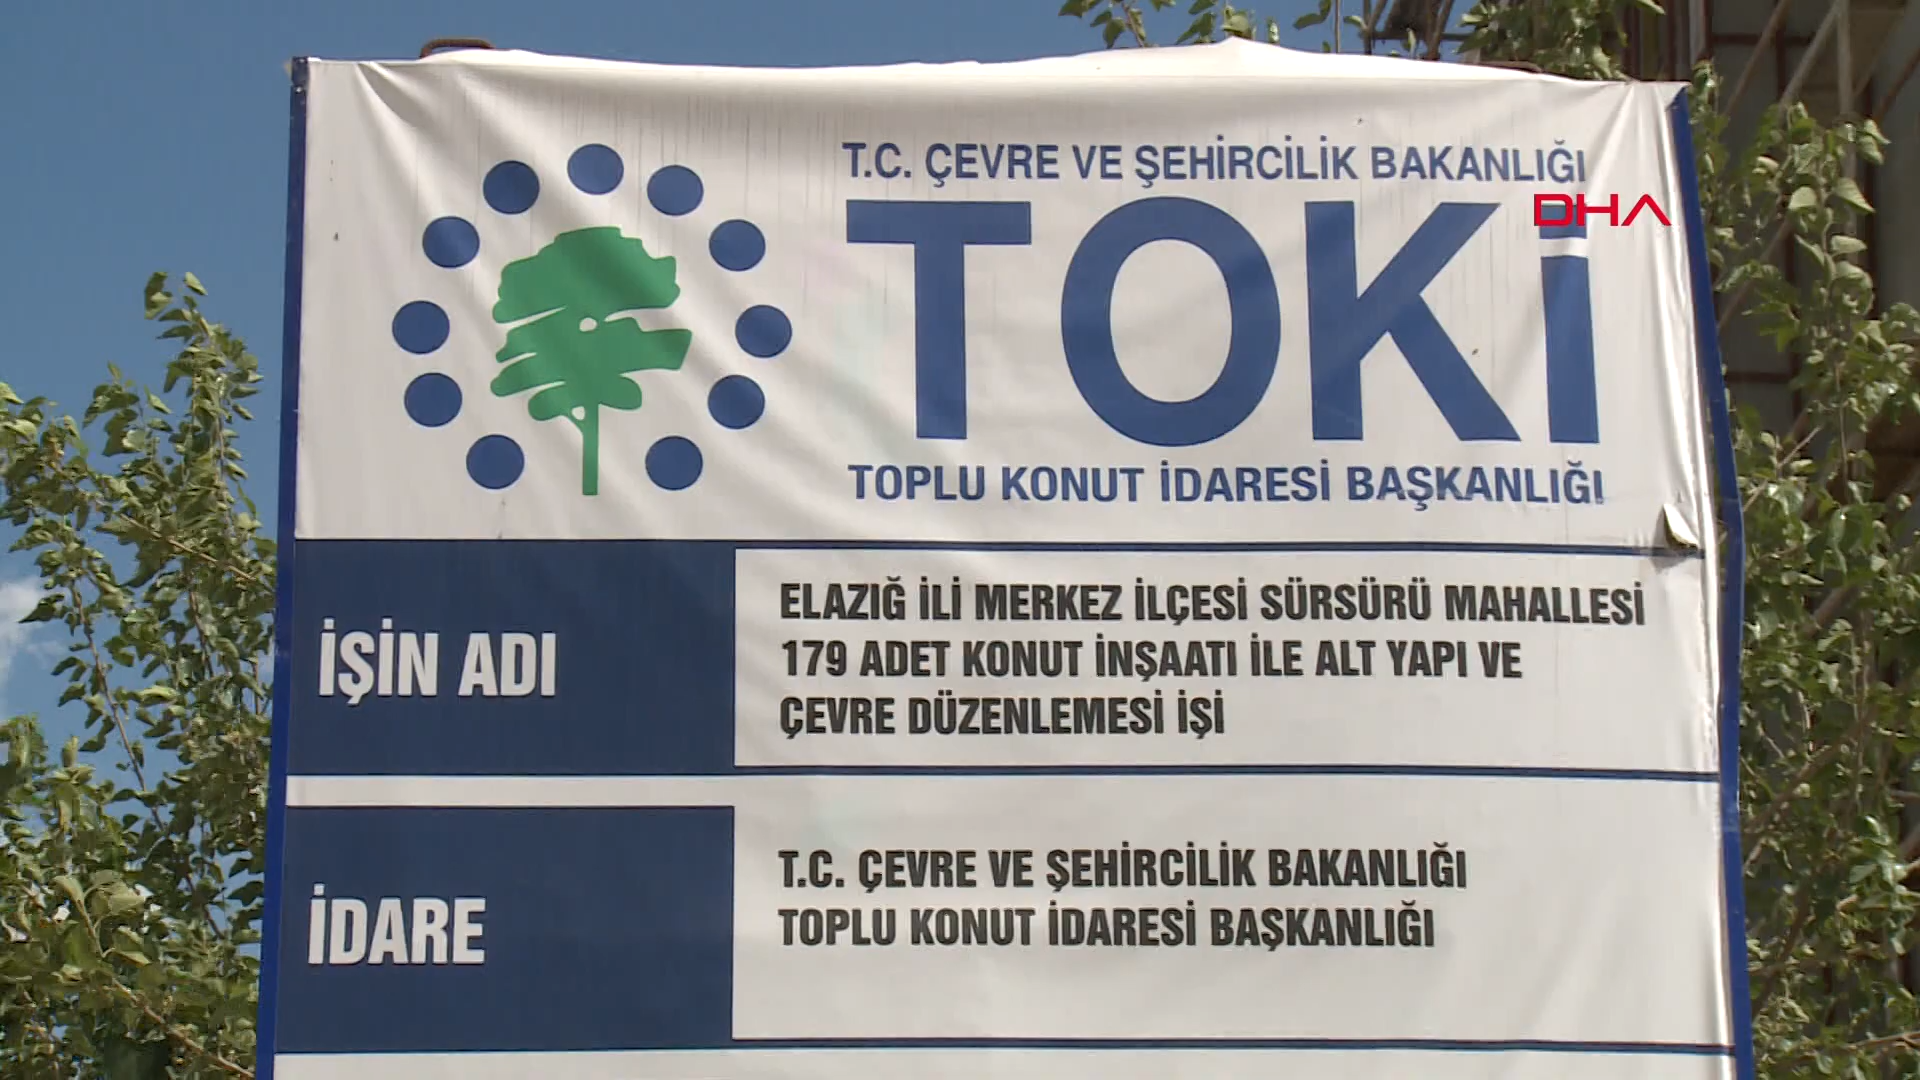 T.C. ÇEVRE VE ŞEHİRCİLİK BAKANLIĞI
TOKİ
DHA
TOPLU KONUT İDARESİ BAŞKANLIĞI
İŞİN ADI
ELAZIĞ İLİ MERKEZ İLÇESİ SÜRSÜRÜ MAHALLESİ
179 ADET KONUT İNŞAATI İLE ALT YAPI VE
ÇEVRE DÜZENLEMESİ İŞİ
İDARE
T.C. ÇEVRE VE ŞEHİRCİLİK BAKANLIĞI
TOPLU KONUT İDARESİ BAŞKANLIĞI